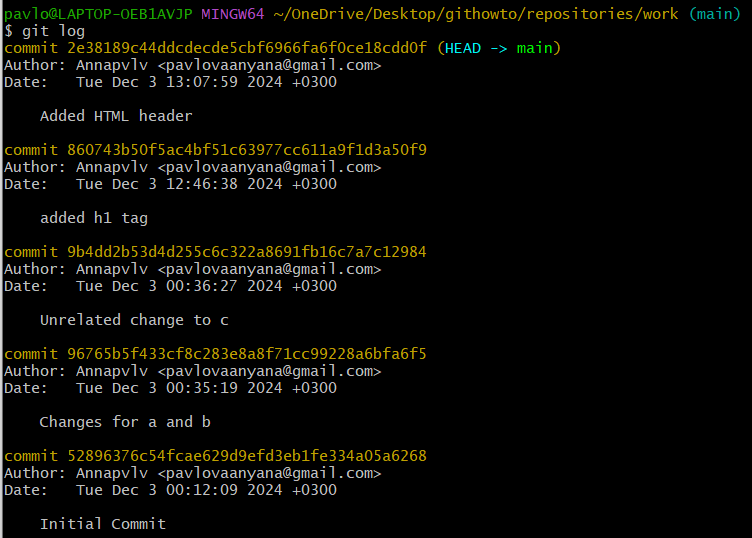 pavlo@LAPTOP-OEB1AVJP MINGW64 ~/OneDrive/Desktop/githowto/repositories/work (main)
$ git log
commit 2e38189c44ddcdecde5cbf6966fa6f0ce18cdd0f (HEAD -> main)
Author: Annapvlv <pavlovaanyana@gmail.com>
Date:   Tue Dec 3 13:07:59 2024 +0300

    Added HTML header

commit 860743b50f5ac4bf51c63977cc611a9f1d3a50f9
Author: Annapvlv <pavlovaanyana@gmail.com>
Date:   Tue Dec 3 12:46:38 2024 +0300

    added h1 tag

commit 9b4dd2b53d4d255c6c322a8691fb16c7a7c12984
Author: Annapvlv <pavlovaanyana@gmail.com>
Date:   Tue Dec 3 00:36:27 2024 +0300

    Unrelated change to c

commit 96765b5f433cf8c283e8a8f71cc99228a6bfa6f5
Author: Annapvlv <pavlovaanyana@gmail.com>
Date:   Tue Dec 3 00:35:19 2024 +0300

    Changes for a and b

commit 52896376c54fcae629d9efd3eb1fe334a05a6268
Author: Annapvlv <pavlovaanyana@gmail.com>
Date:   Tue Dec 3 00:12:09 2024 +0300

    Initial Commit